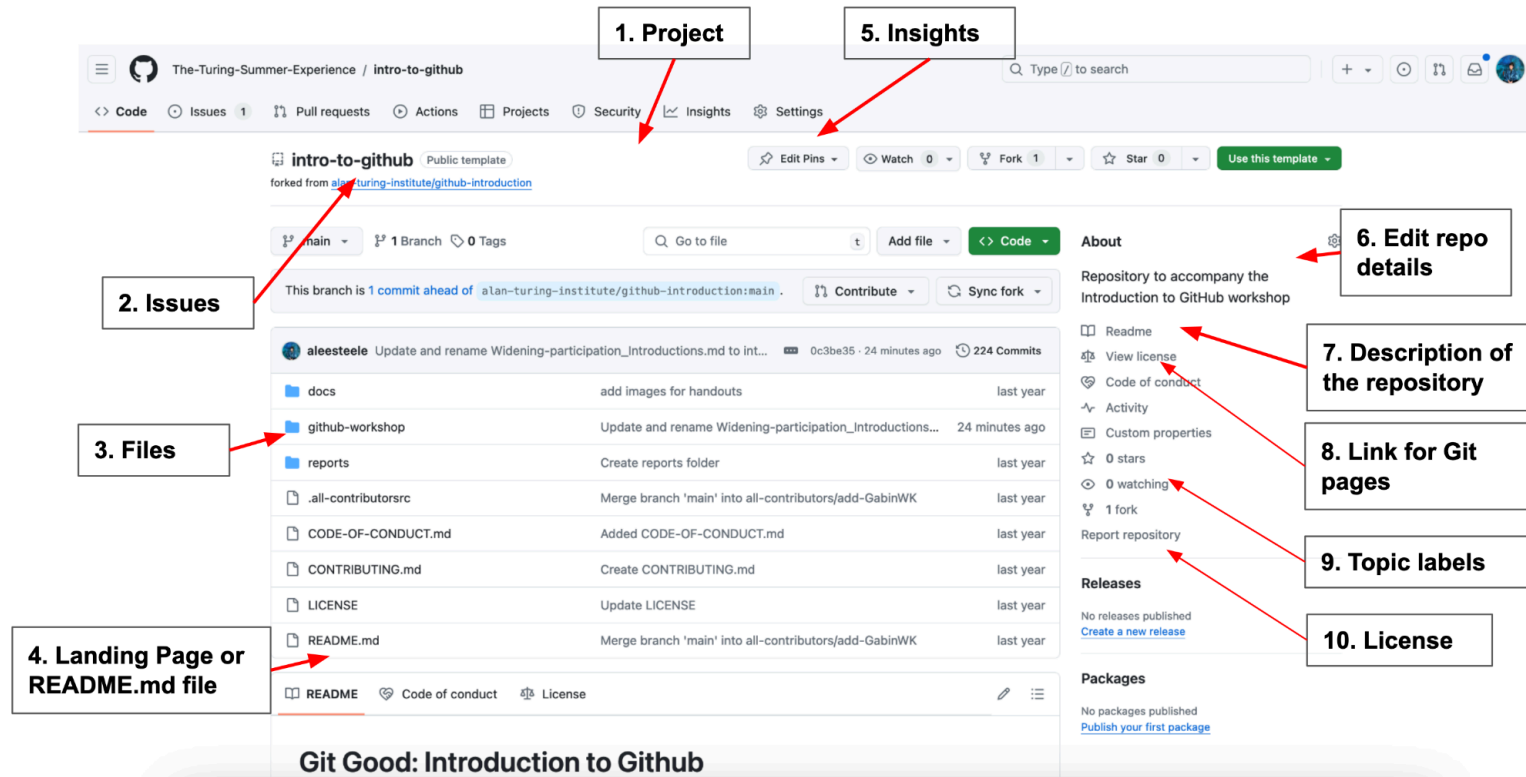 1. Project
5. Insights
The-Turing-Summer-Experience / intro-to-github
Type / to search
<> Code
Issues 1
Pull requests
Actions
Projects
Security
Insights
Settings
intro-to-github Public template
Edit Pins
Watch 0
Fork 1
Star 0
Use this template
forked from alan-turing-institute/github-introduction
main
1 Branch
0 Tags
Go to file t
Add file
<> Code
About
6. Edit repo
details
2. Issues
This branch is 1 commit ahead of alan-turing-institute/github-introduction:main .
Contribute
Sync fork
Repository to accompany the
Introduction to GitHub workshop
aleesteele Update and rename Widening-participation_Introductions.md to int... 0c3be35 · 24 minutes ago 224 Commits
docs add images for handouts last year
github-workshop Update and rename Widening-participation_Introductions... 24 minutes ago
reports Create reports folder last year
.all-contributorsrc Merge branch 'main' into all-contributors/add-GabinWK last year
CODE-OF-CONDUCT.md Added CODE-OF-CONDUCT.md last year
CONTRIBUTING.md Create CONTRIBUTING.md last year
LICENSE Update LICENSE last year
README.md Merge branch 'main' into all-contributors/add-GabinWK last year
3. Files
4. Landing Page or
README.md file
Readme
View license
Code of conduct
Activity
Custom properties
0 stars
0 watching
1 fork
Report repository
7. Description of
the repository
8. Link for Git
pages
9. Topic labels
10. License
Releases
No releases published
Create a new release
Packages
No packages published
Publish your first package
README
Code of conduct
License
Git Good: Introduction to Github